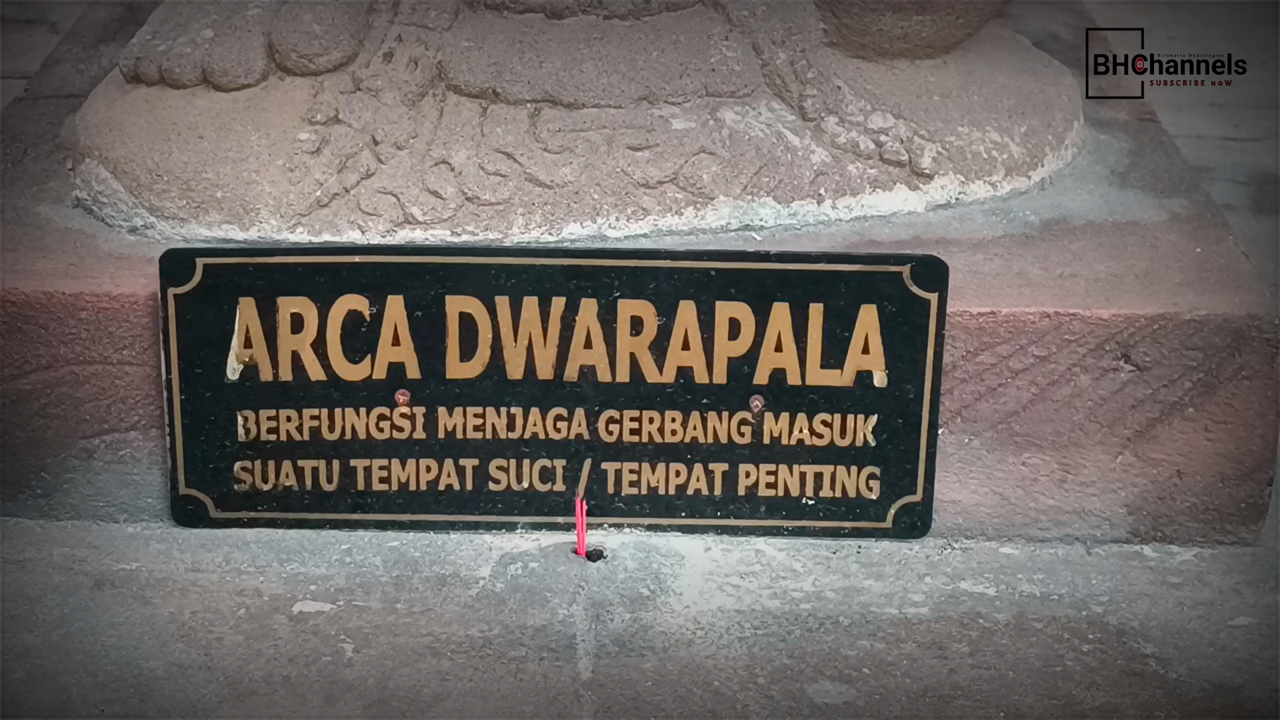 BHChannels
SUBSCRIBE NOW
ARCA DWARAPALA
BERFUNGSI MENJAGA GERBANG MASUK
SUATU TEMPAT SUCI / TEMPAT PENTING